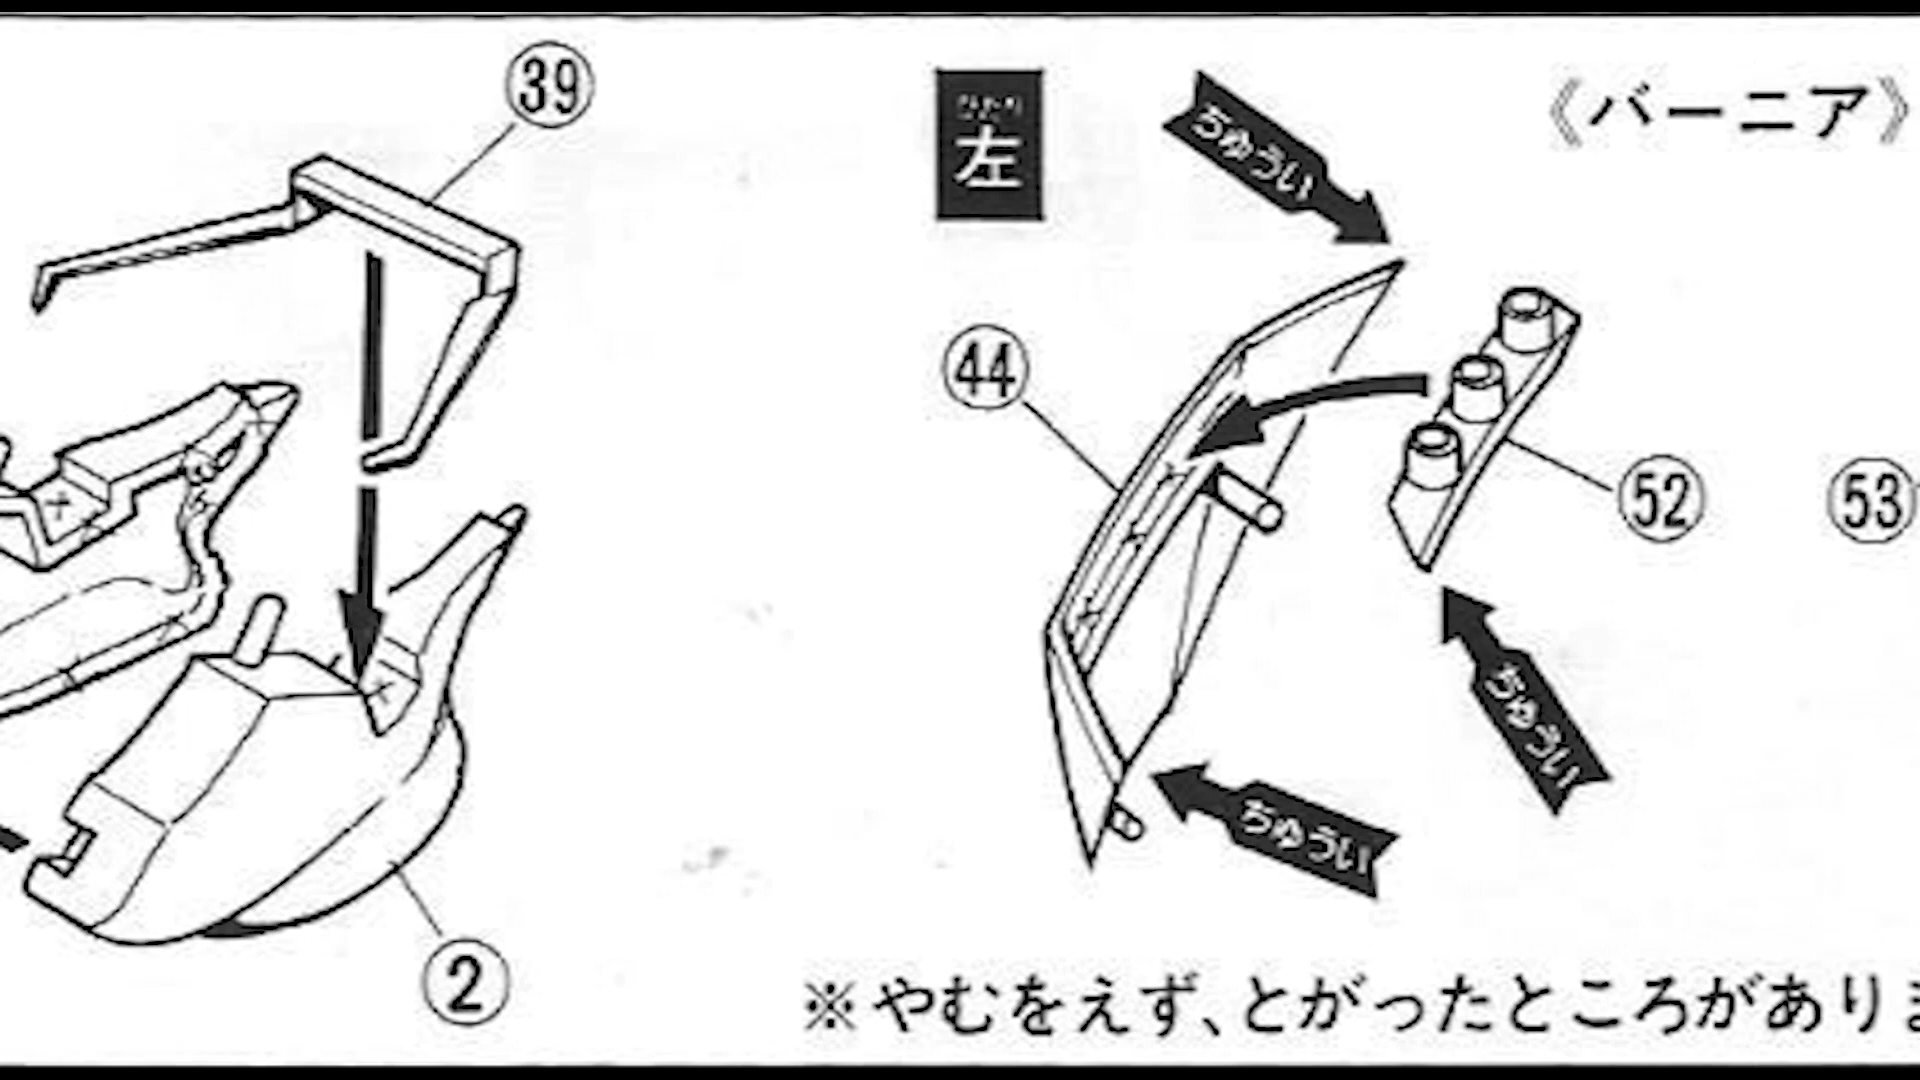 39
左
ちゅうい
《バーニア》
44
52
53
ちゅうい
ちゅうい
2
※やむをえず、とがったところがあり